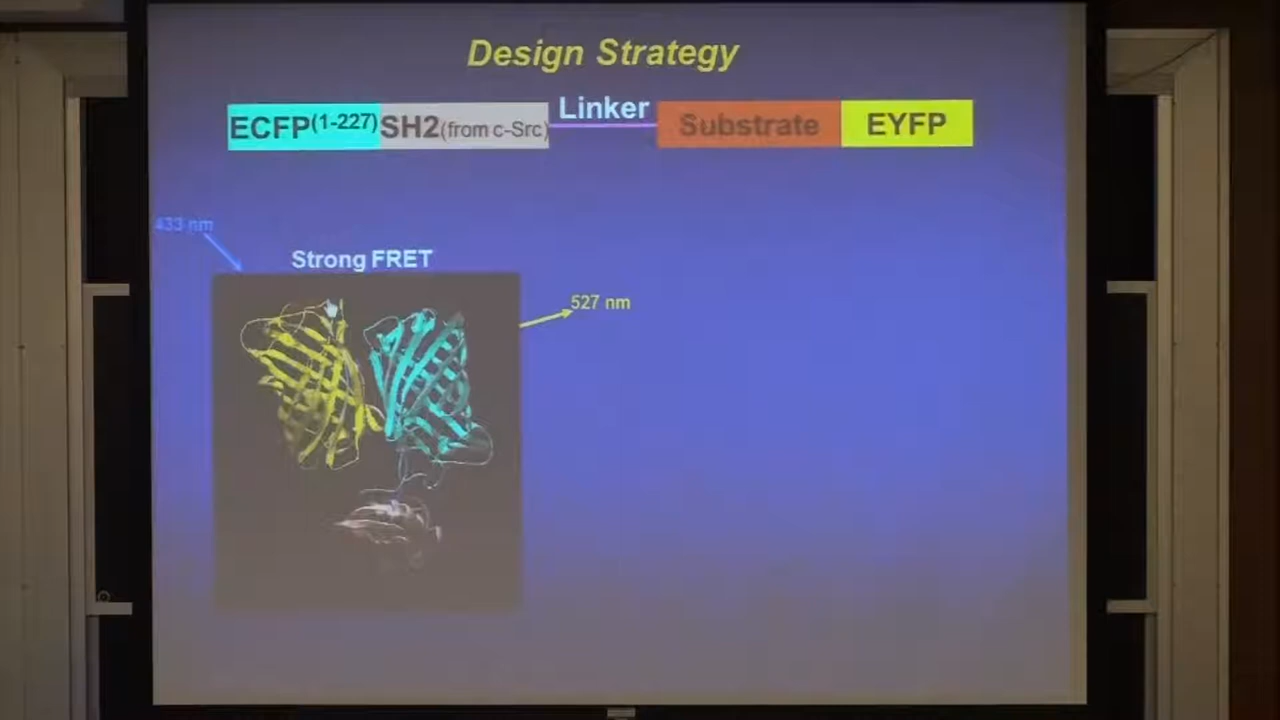 Design Strategy
ECFP(1-227) SH2(from c-Src) Linker Substrate EYFP
433 nm
Strong FRET
527 nm